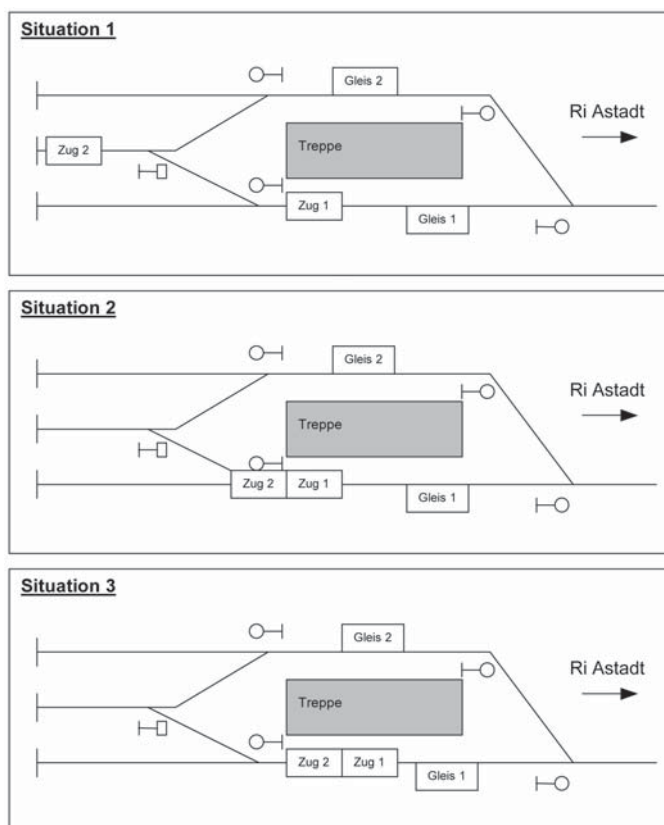 Situation 1
Gleis 2
Ri Astadt
Treppe
Zug 2
Zug 1
Gleis 1
Situation 2
Gleis 2
Ri Astadt
Treppe
Zug 2 Zug 1
Gleis 1
Situation 3
Gleis 2
Ri Astadt
Treppe
Zug 2 Zug 1
Gleis 1